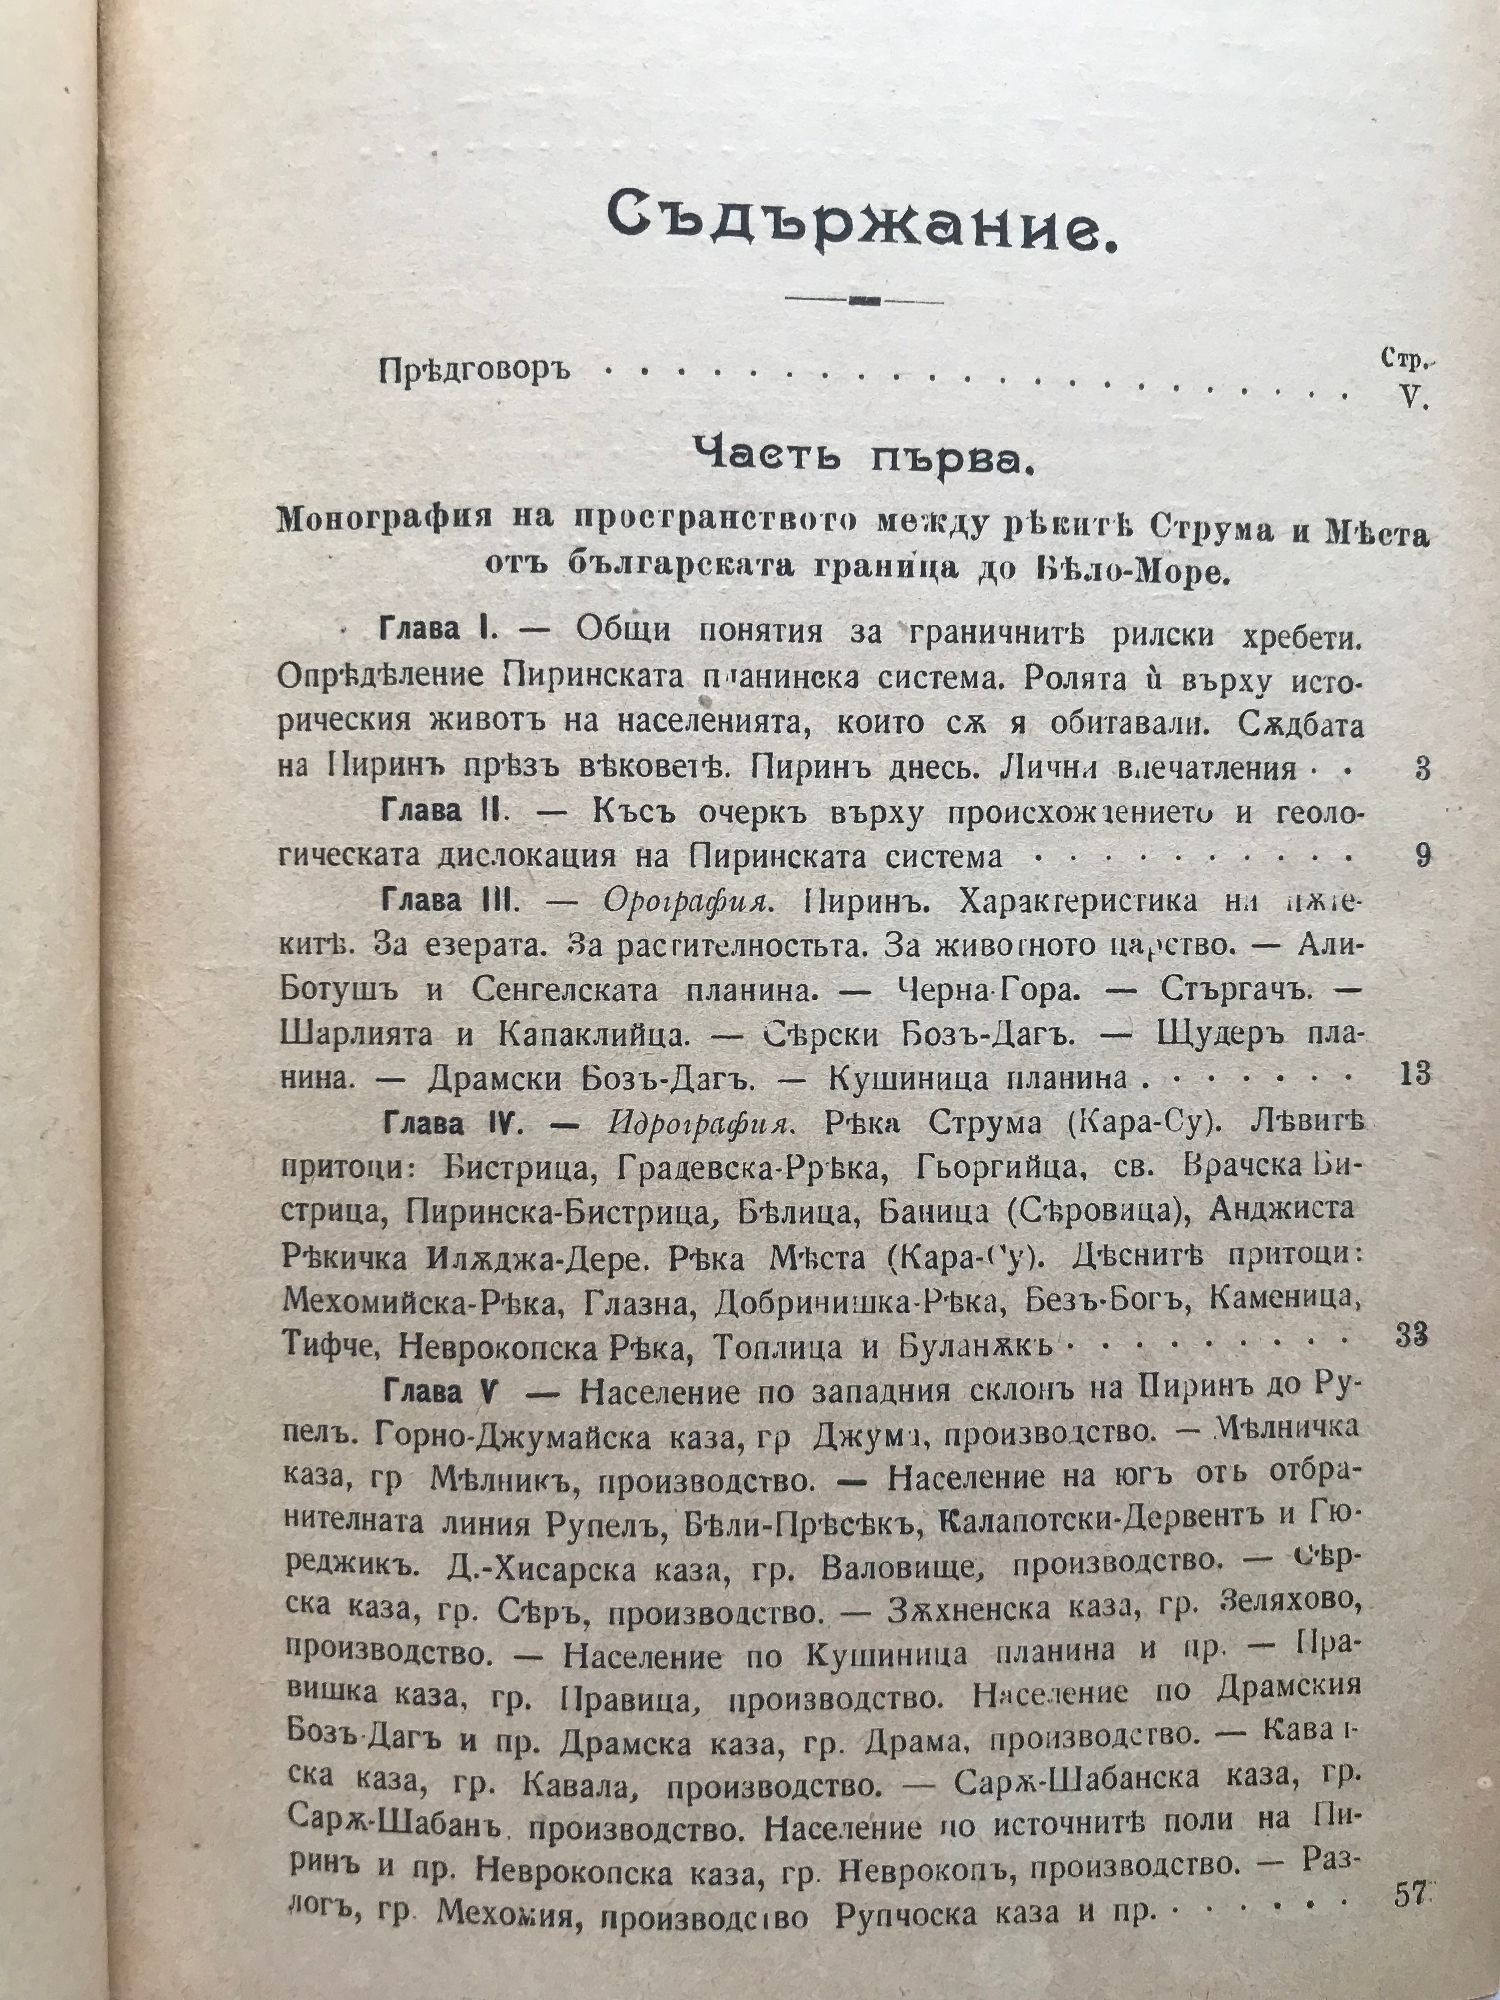 Съдържание.
Стр.
Прѣдговоръ . . . . . . . . . . . . . . . . . . . . . V.
Часть първа.
Монография на пространството между рѣкитѣ Струма и Мѣста
отъ българската граница до Бѣло-Море.
Глава I. — Общи понятия за граничнитѣ рилски хребети.
Опрѣдѣление Пиринската планинска система. Ролята ѝ върху исто-
рическия животъ на населенията, които сѫ я обитавали. Сѫдбата
на Пиринъ прѣзъ вѣковетѣ. Пиринъ днесь. Лични впечатления . . 3
Глава II. — Късъ очеркъ върху происхождението и геоло-
гическата дислокация на Пиринската система . . . . . . . . . . 9
Глава III. — Орография. Пиринъ. Характеристика на пѫте-
китѣ. За езерата. За растителностьта. За животното царство. — Али-
Ботушъ и Сенгелската планина. — Черна-Гора. — Стъргачъ. —
Шарлията и Капаклийца. — Сѣрски Бозъ-Дагъ. — Щудеръ пла-
нина. — Драмски Бозъ-Дагъ. — Кушиница планина . . . . . . . 13
Глава IV. — Идрография. Рѣка Струма (Кара-Су). Лѣвитѣ
притоци: Бистрица, Градевска-Ррѣка, Гьоргийца, св. Врачска Би-
стрица, Пиринска-Бистрица, Бѣлица, Баница (Сѣровица), Анджиста
Рѣкичка Илѫджа-Дере. Рѣка Мѣста (Кара-Су). Дѣснитѣ притоци:
Мехомийска-Рѣка, Глазна, Добринишка-Рѣка, Безъ-Богъ, Каменица,
Тифче, Неврокопска Рѣка, Топлица и Буланѫкъ . . . . . . . . . 33
Глава V — Население по западния склонъ на Пиринъ до Ру-
пелъ. Горно-Джумайска каза, гр Джума, производство. — Мѣлничка
каза, гр Мѣлникъ, производство. — Население на югъ отъ отбра-
нителната линия Рупелъ, Бѣли-Прѣсѣкъ, Калапотски-Дервентъ и Гю-
реджикъ. Д.-Хисарска каза, гр. Валовище, производство. — Сѣр-
ска каза, гр. Сѣръ, производство. — Зѫхненска каза, гр. Зеляхово,
производство. — Население по Кушиница планина и пр. — Пра-
вишка каза, гр. Правица, производство. Население по Драмския
Бозъ-Дагъ и пр. Драмска каза, гр. Драма, производство. — Кавал-
ска каза, гр. Кавала, производство. — Сарѫ-Шабанска каза, гр.
Сарѫ-Шабанъ, производство. Население по источнитѣ поли на Пи-
ринъ и пр. Неврокопска каза, гр. Неврокопъ, производство. — Раз-
логъ, гр. Мехомия, производство Рупчоска каза и пр. . . . . . . 57